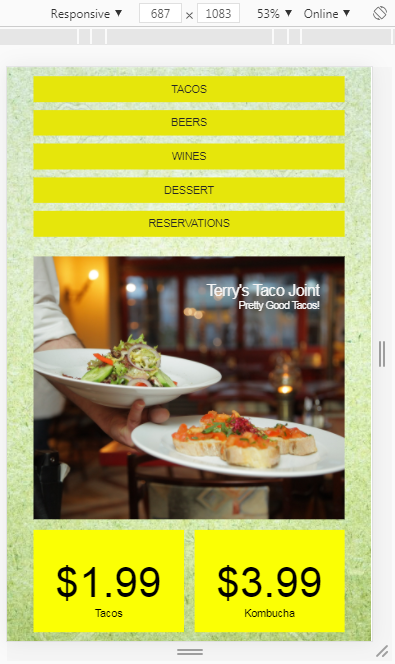 Responsive ▼ 687 × 1083 53% ▼ Online ▼
TACOS
BEERS
WINES
DESSERT
RESERVATIONS
Terry's Taco Joint
Pretty Good Tacos!
$1.99 $3.99
Tacos Kombucha